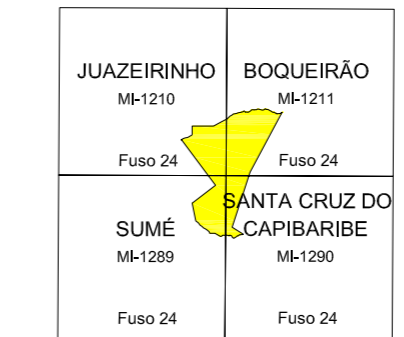 JUAZEIRINHO
MI-1210
Fuso 24
BOQUEIRÃO
MI-1211
Fuso 24
SUMÉ
MI-1289
Fuso 24
SANTA CRUZ DO
CAPIBARIBE
MI-1290
Fuso 24